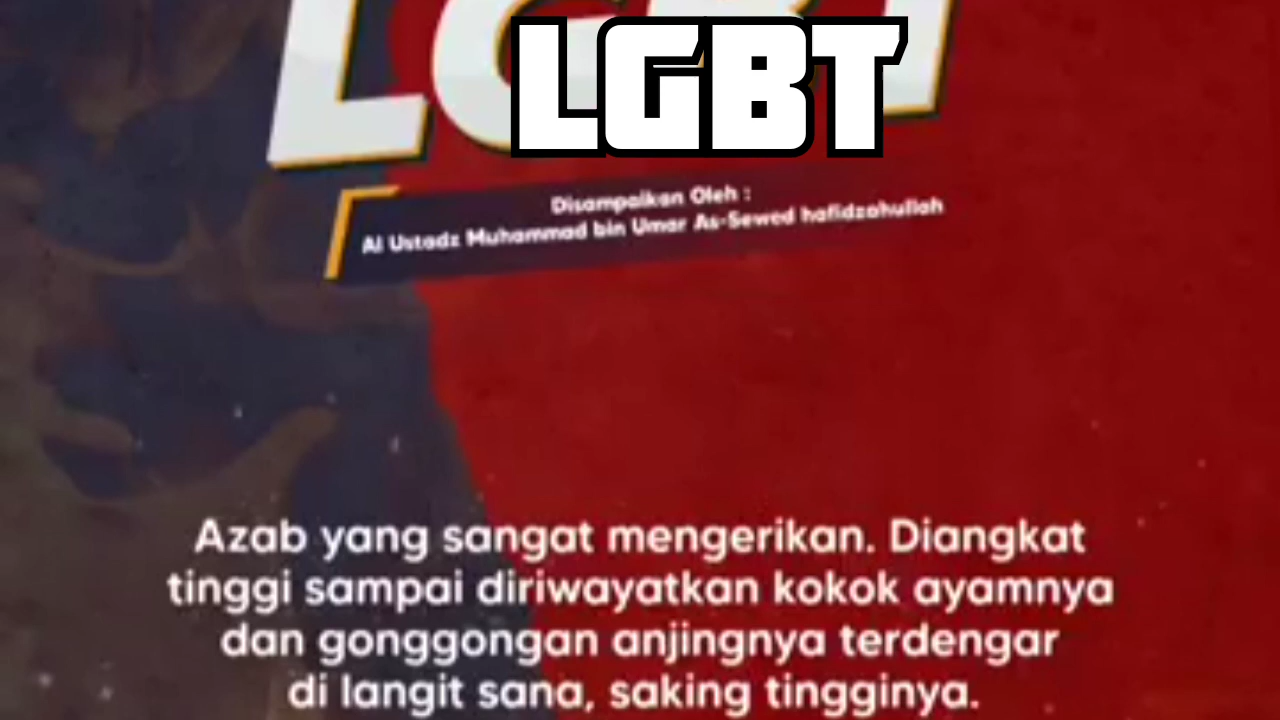 LGBT
LGBT
Disampaikan Oleh :
Al Ustadz Muhammad bin Umar As-Sewed hafidzahullah
Azab yang sangat mengerikan. Diangkat
tinggi sampai diriwayatkan kokok ayamnya
dan gonggongan anjingnya terdengar
di langit sana, saking tingginya.